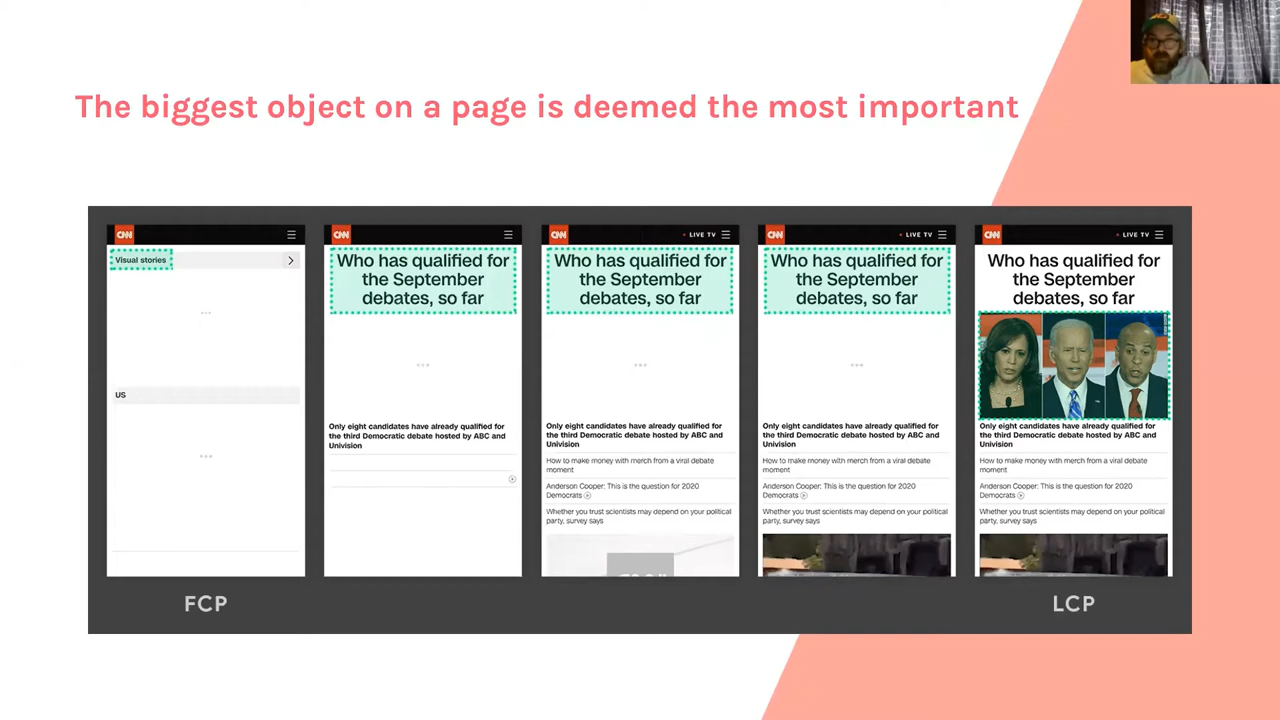 The biggest object on a page is deemed the most important
CNN
Visual stories
US
FCP
CNN
Who has qualified for
the September
debates, so far
Only eight candidates have already qualified for
the third Democratic debate hosted by ABC and
Univision
CNN
LIVE TV
Who has qualified for
the September
debates, so far
Only eight candidates have already qualified for
the third Democratic debate hosted by ABC and
Univision
How to make money with merch from a viral debate
moment
Anderson Cooper: This is the question for 2020
Democrats
Whether you trust scientists may depend on your political
party, survey says
CNN
LIVE TV
Who has qualified for
the September
debates, so far
Only eight candidates have already qualified for
the third Democratic debate hosted by ABC and
Univision
How to make money with merch from a viral debate
moment
Anderson Cooper: This is the question for 2020
Democrats
Whether you trust scientists may depend on your political
party, survey says
CNN
LIVE TV
Who has qualified for
the September
debates, so far
Only eight candidates have already qualified for
the third Democratic debate hosted by ABC and
Univision
How to make money with merch from a viral debate
moment
Anderson Cooper: This is the question for 2020
Democrats
Whether you trust scientists may depend on your political
party, survey says
LCP